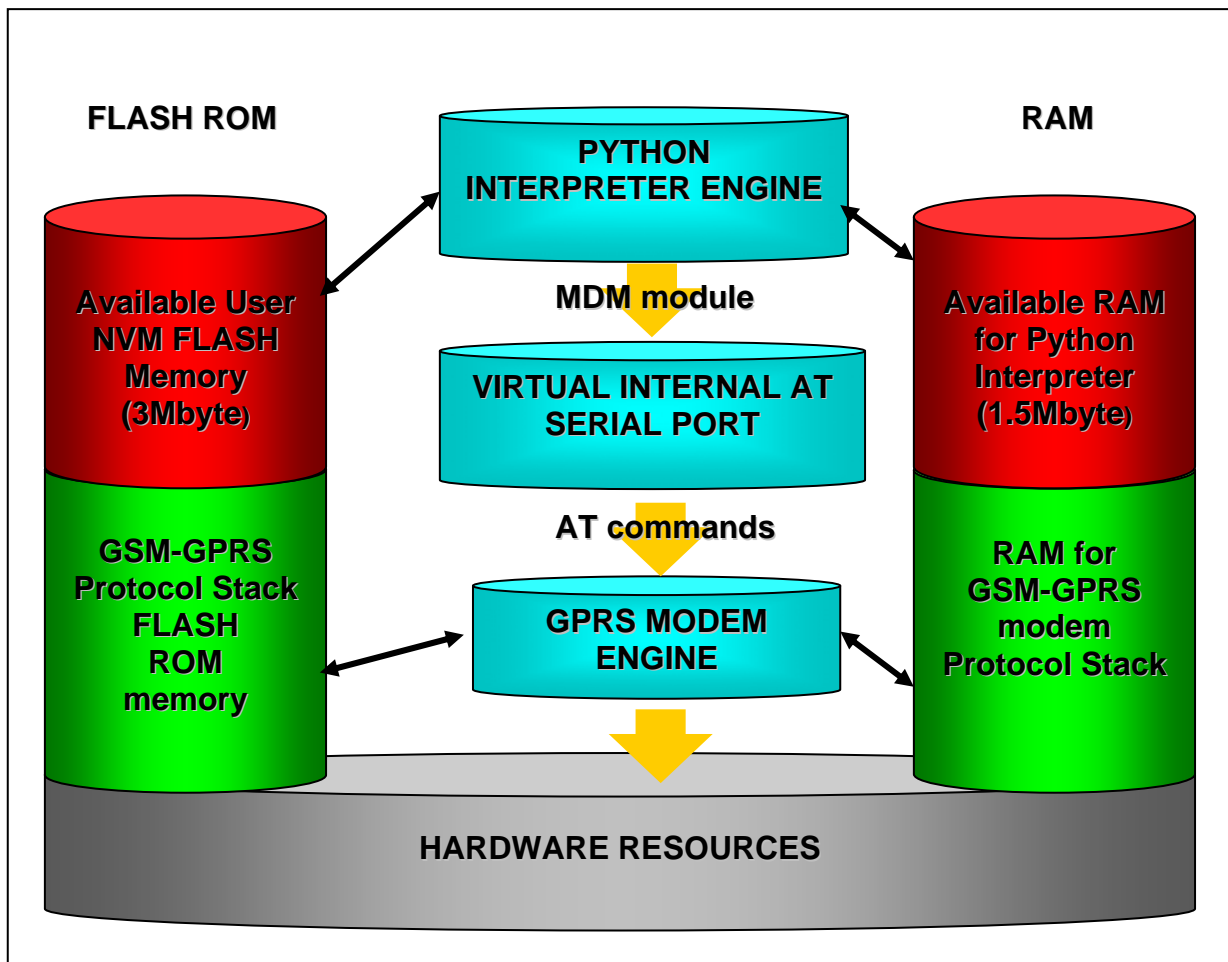 FLASH ROM
RAM
PYTHON
INTERPRETER ENGINE
Available User
NVM FLASH
Memory
(3Mbyte)
MDM module
Available RAM
for Python
Interpreter
(1.5Mbyte)
VIRTUAL INTERNAL AT
SERIAL PORT
AT commands
GSM-GPRS
Protocol Stack
FLASH
ROM
memory
GPRS MODEM
ENGINE
RAM for
GSM-GPRS
modem
Protocol Stack
HARDWARE RESOURCES